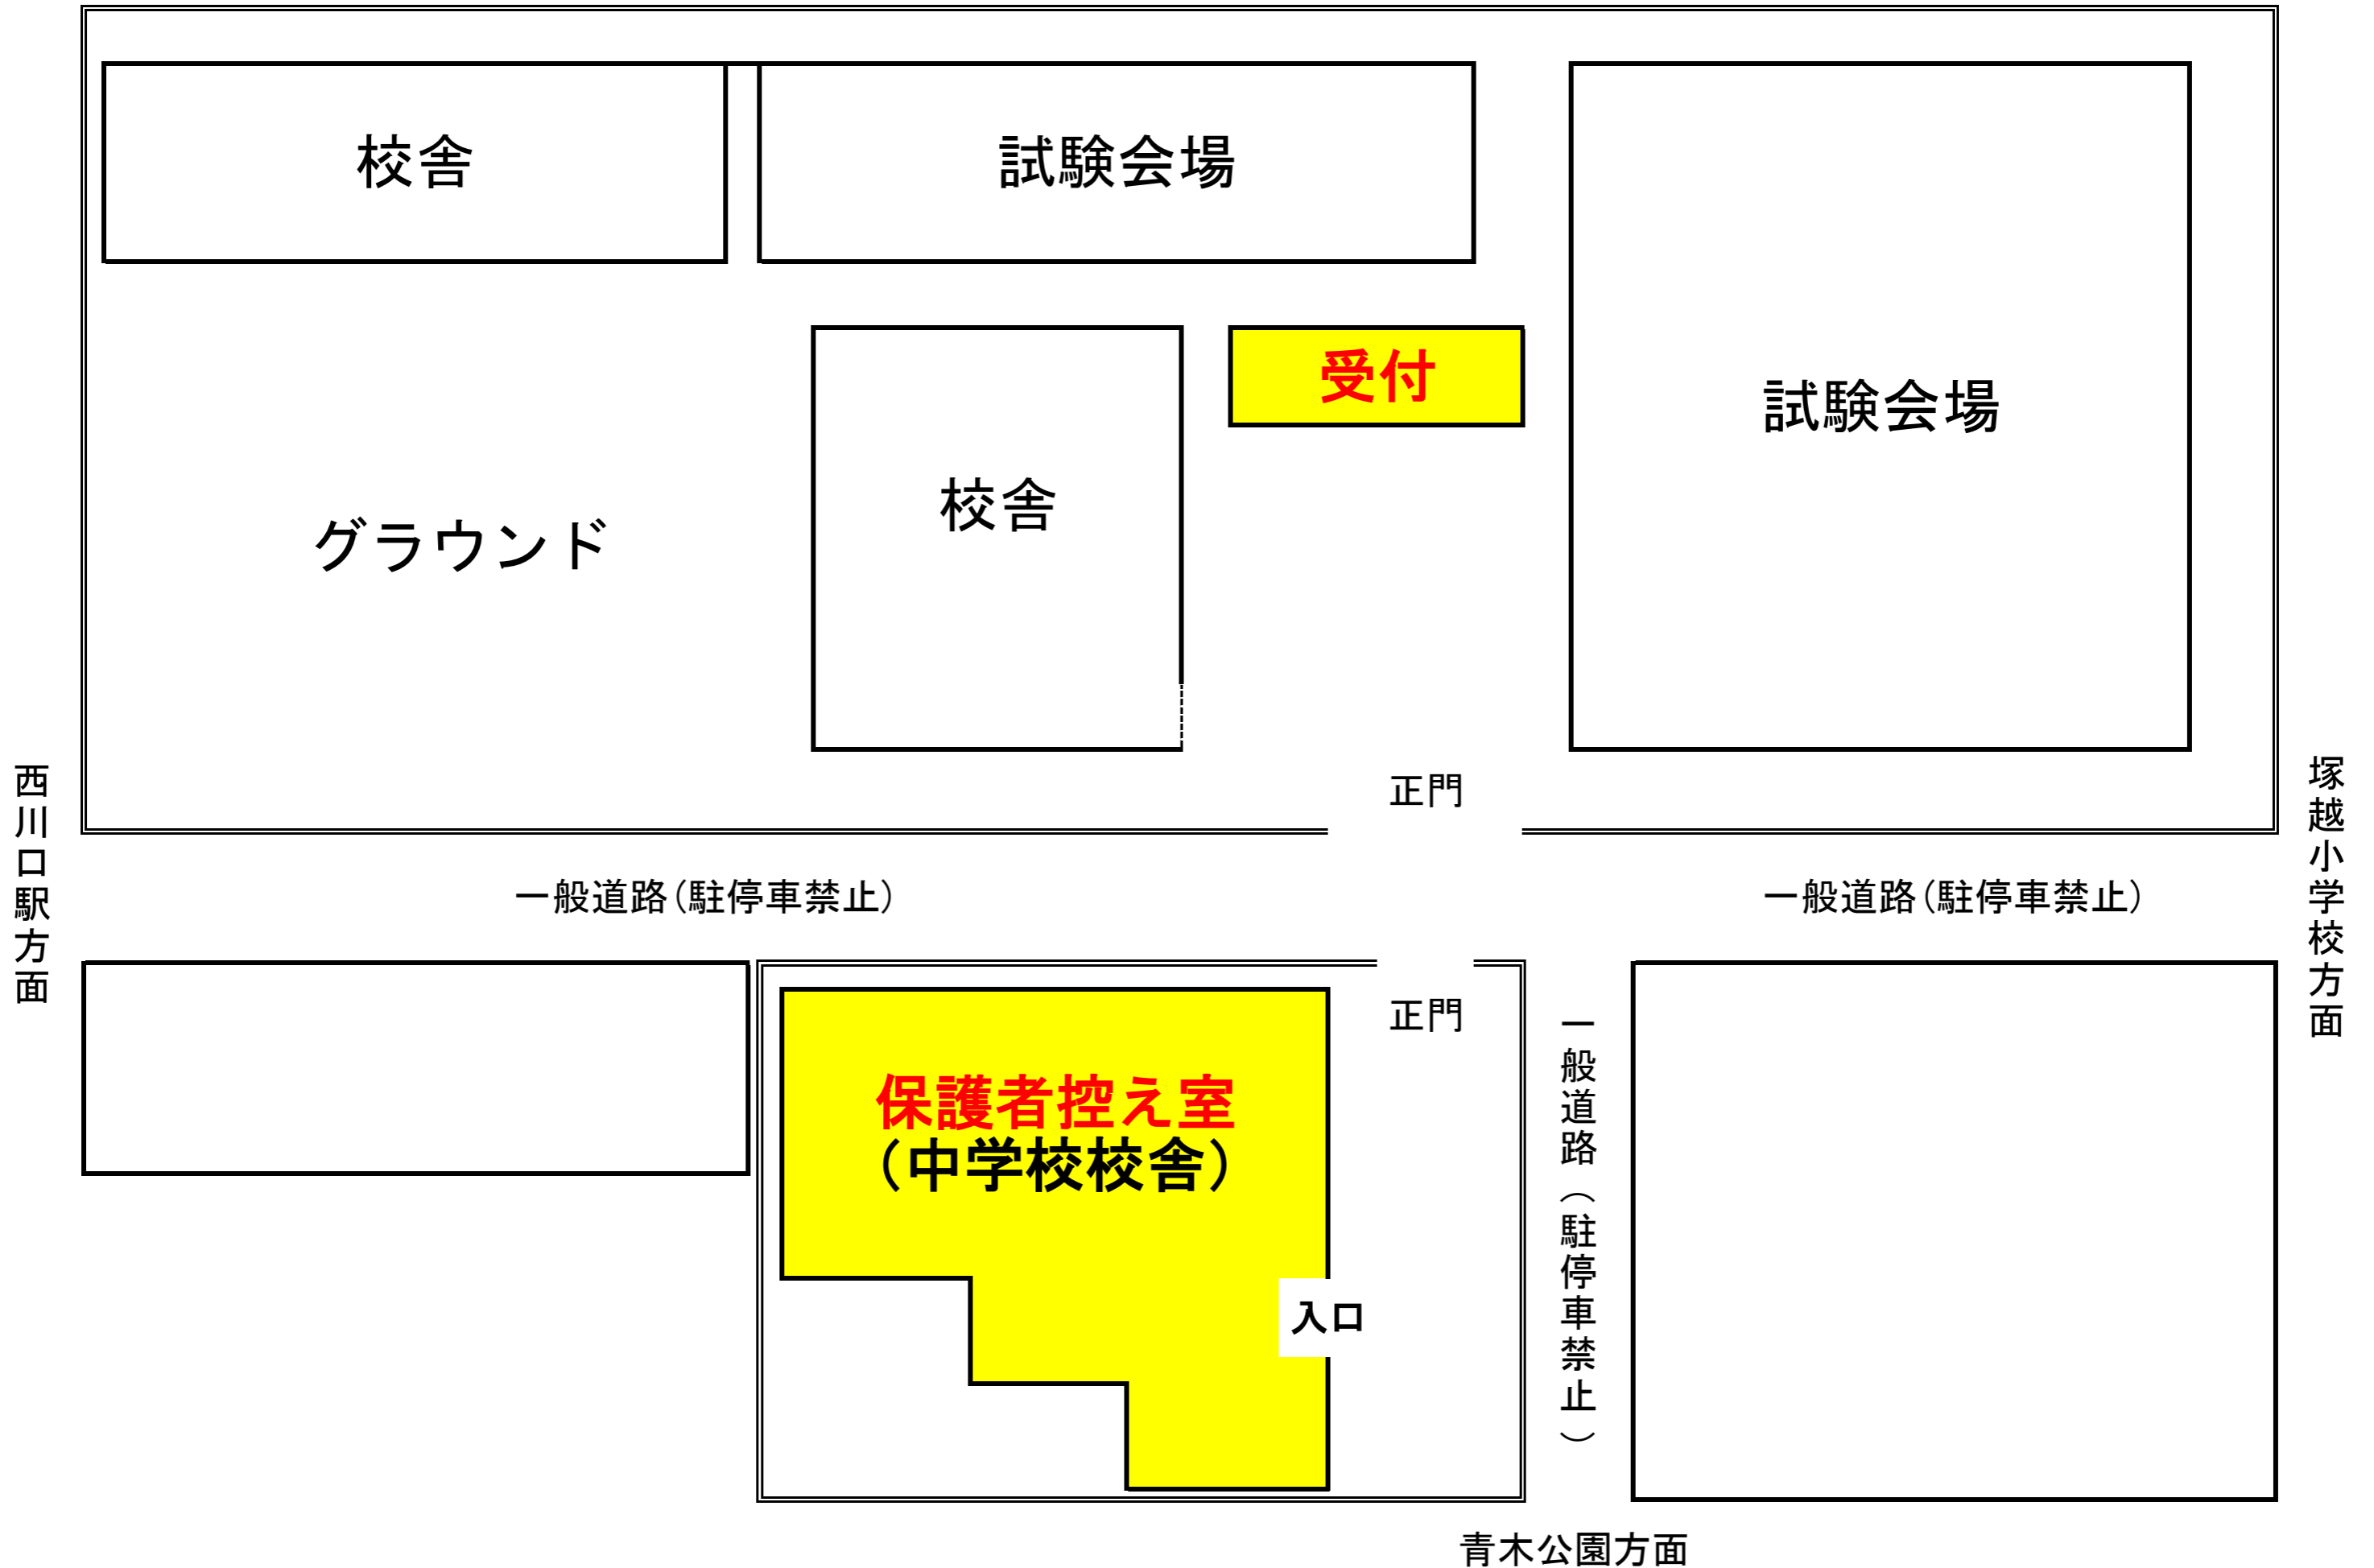 校舎
試験会場
受付
試験会場
校舎
グラウンド
正門
西川口駅方面
塚越小学校方面
一般道路(駐停車禁止)
一般道路(駐停車禁止)
正門
一般道路(駐停車禁止)
保護者控え室
(中学校校舎)
入口
青木公園方面